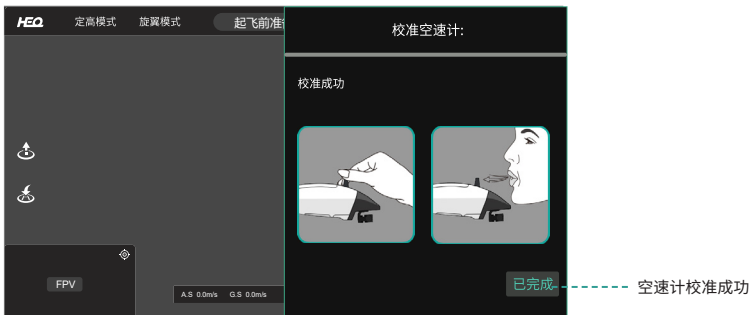 HEQ 定高模式 旋翼模式 起飞前准
校准空速计:
校准成功
FPV
A.S 0.0m/s G.S 0.0m/s
已完成
空速计校准成功